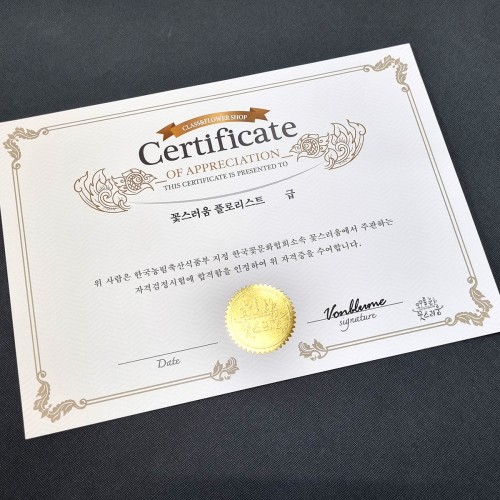 CLASS&FLOWER SHOP
Certificate
OF APPRECIATION
THIS CERTIFICATE IS PRESENTED TO
꽃스러움 플로리스트 급
위 사람은 한국농림축산식품부 지정 한국꽃문화협회소속 꽃스러움에서 주관하는
자격검정시험에 합격함을 인정하여 위 자격증을 수여합니다.
Vonblume
Date
signature